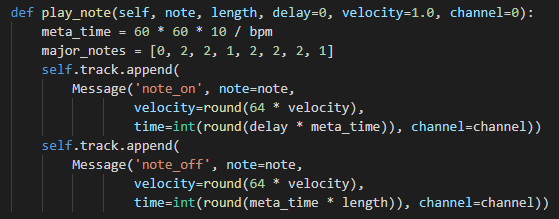 def play_note(self, note, length, delay=0, velocity=1.0, channel=0):
    meta_time = 60 * 60 * 10 / bpm
    major_notes = [0, 2, 2, 1, 2, 2, 2, 1]
    self.track.append(
        Message('note_on', note=note,
                velocity=round(64 * velocity),
                time=int(round(delay * meta_time)), channel=channel))
    self.track.append(
        Message('note_off', note=note,
                velocity=round(64 * velocity),
                time=int(round(meta_time * length)), channel=channel))